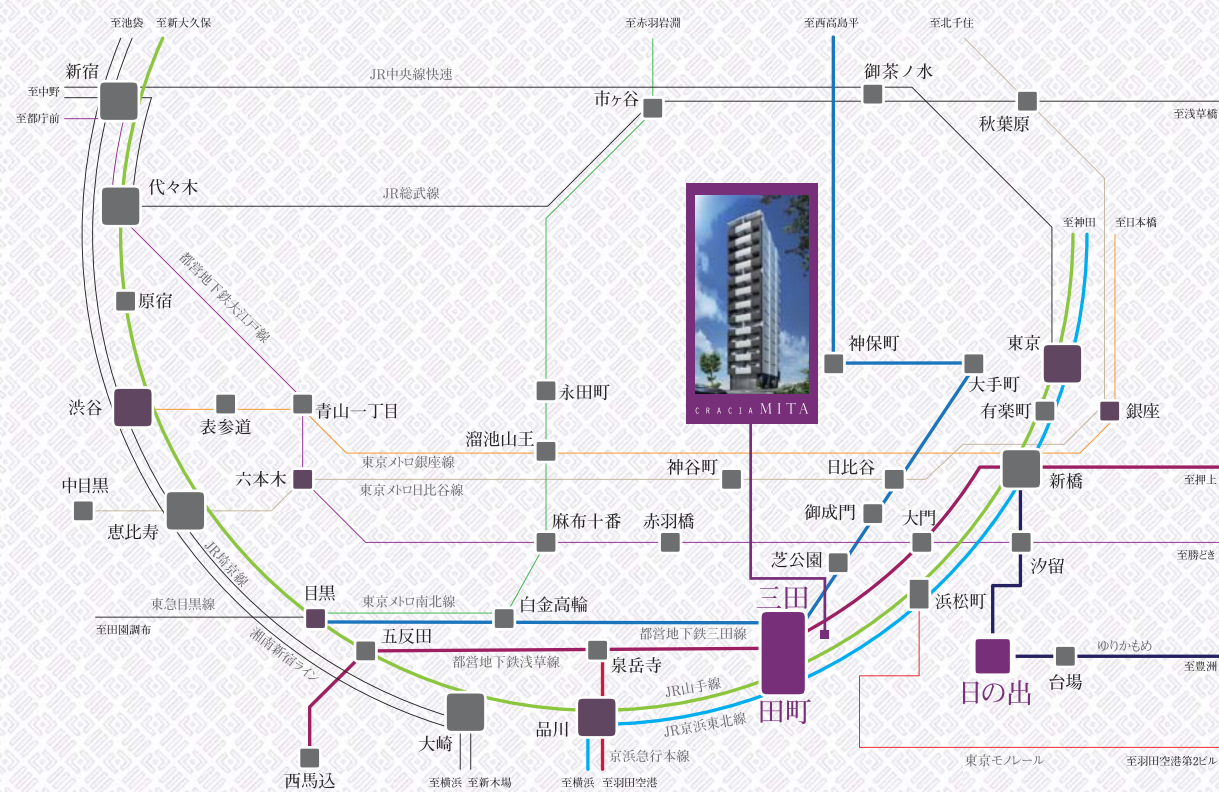 至池袋
至新大久保
至赤羽岩淵
至西高島平
至北千住
新宿
JR中央線快速
御茶ノ水
至中野
市ヶ谷
至都庁前
秋葉原
至浅草橋
代々木
JR総武線
至神田
至日本橋
都営地下鉄大江戸線
原宿
神保町
東京
大手町
永田町
渋谷
表参道
青山一丁目
CRACIA MITA
有楽町
銀座
溜池山王
東京メトロ銀座線
神谷町
日比谷
六本木
東京メトロ日比谷線
新橋
至押上
中目黒
恵比寿
麻布十番
赤羽橋
御成門
大門
至勝どき
JR埼京線
芝公園
汐留
目黒
東急目黒線
東京メトロ南北線
白金高輪
三田
浜松町
至田園調布
五反田
都営地下鉄三田線
湘南新宿ライン
都営地下鉄浅草線
泉岳寺
ゆりかもめ
至豊洲
台場
日の出
JR山手線
田町
大崎
品川
JR京浜東北線
京浜急行本線
東京モノレール
至羽田空港第2ビル
西馬込
至横浜
至新木場
至横浜
至羽田空港